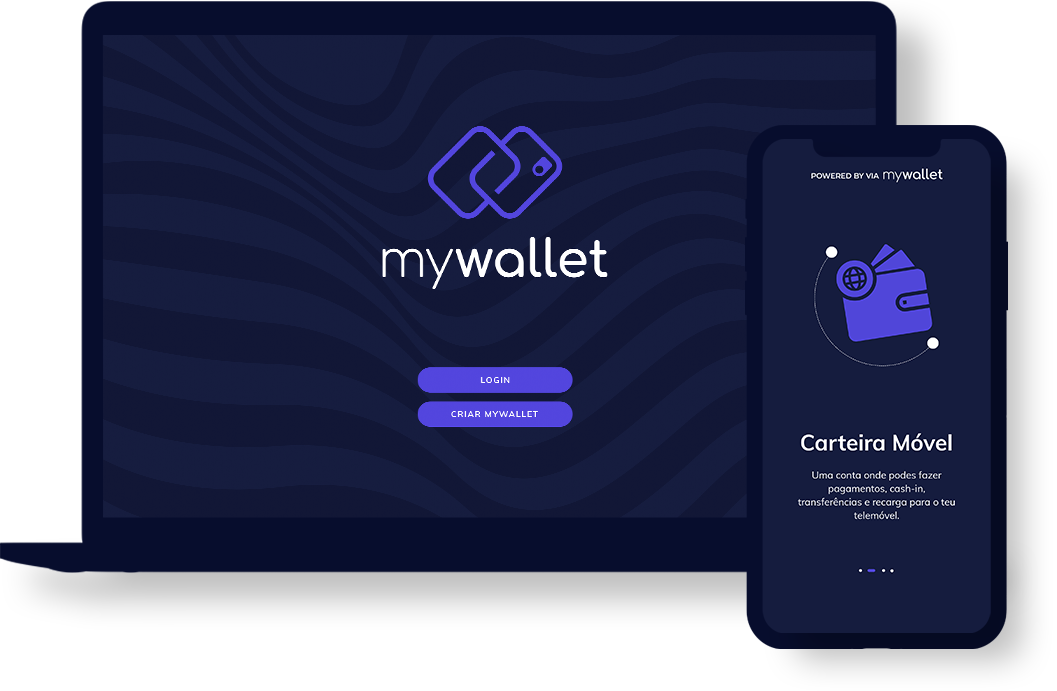 mywallet
LOGIN
CRIAR MYWALLET
POWERED BY VIA mywallet
Carteira Móvel
Uma conta onde podes fazer
pagamentos, cash-in,
transferências e recarga para o teu
telemóvel.